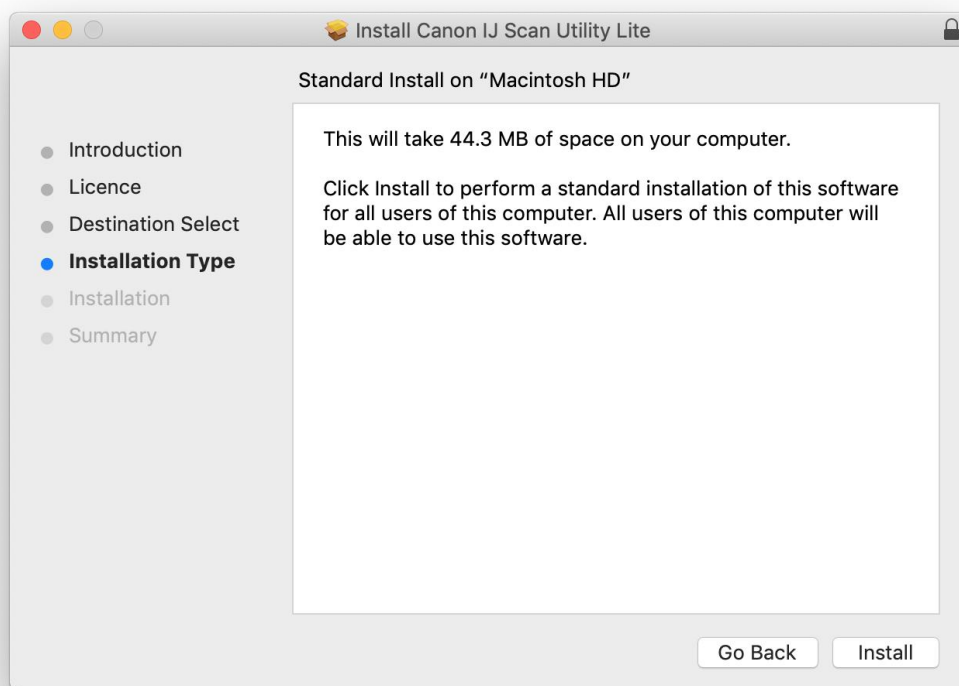 Install Canon IJ Scan Utility Lite
Standard Install on “Macintosh HD”
Introduction
Licence
Destination Select
Installation Type
Installation
Summary
This will take 44.3 MB of space on your computer.
Click Install to perform a standard installation of this software
for all users of this computer. All users of this computer will
be able to use this software.
Go Back
Install